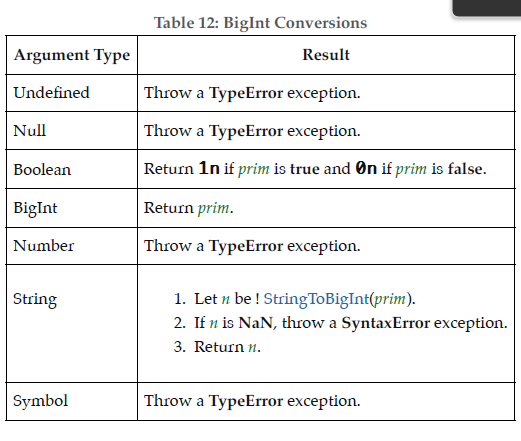 Table 12: BigInt Conversions
Argument Type Result
Undefined Throw a TypeError exception.
Null Throw a TypeError exception.
Boolean Return 1n if prim is true and 0n if prim is false.
BigInt Return prim.
Number Throw a TypeError exception.
String 1. Let n be ! StringToBigInt(prim).
2. If n is NaN, throw a SyntaxError exception.
3. Return n.
Symbol Throw a TypeError exception.